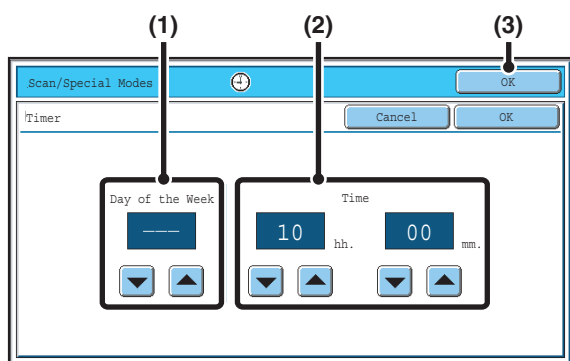 (1) (2) (3)
Scan/Special Modes OK
Timer Cancel OK
Day of the Week Time
--- 10 hh. 00 mm.